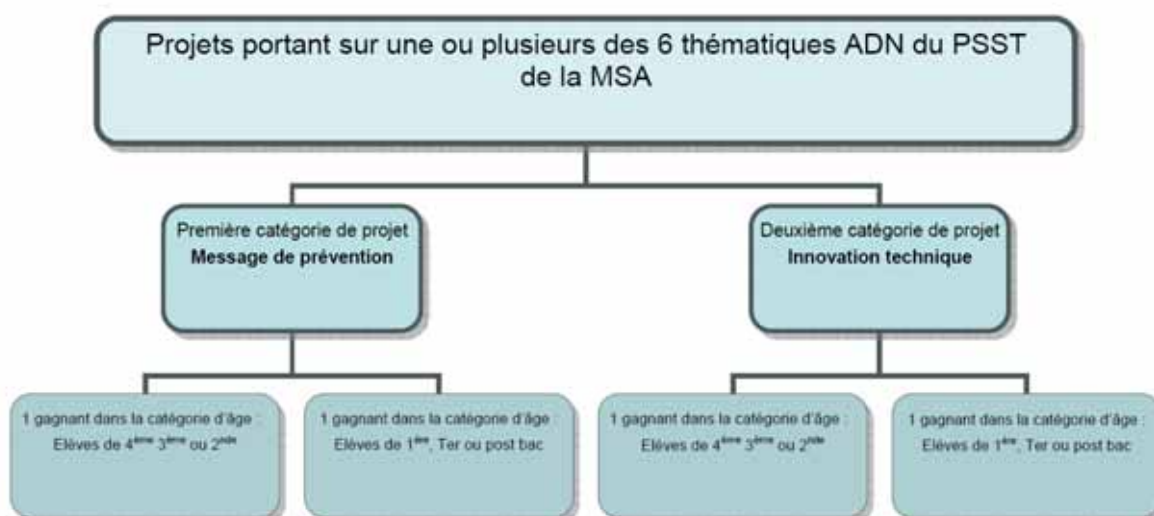 Projets portant sur une ou plusieurs des 6 thématiques ADN du PSST
de la MSA
Première catégorie de projet
Message de prévention
Deuxième catégorie de projet
Innovation technique
1 gagnant dans la catégorie d'âge :
Elèves de 4ème 3ème ou 2nde
1 gagnant dans la catégorie d'âge :
Elèves de 1ère, Ter ou post bac
1 gagnant dans la catégorie d'âge :
Elèves de 4ème 3ème ou 2nde
1 gagnant dans la catégorie d'âge :
Elèves de 1ère, Ter ou post bac